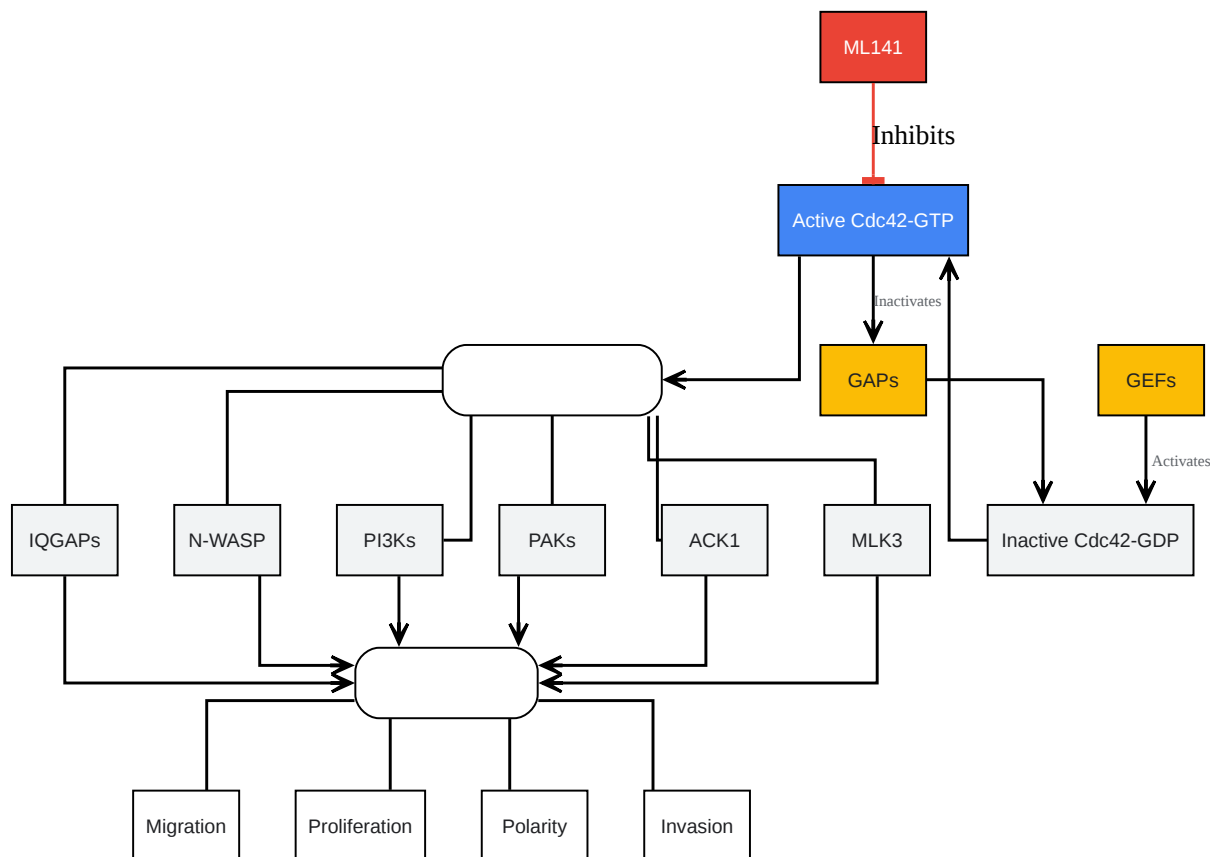 ML141
Inhibits
Active Cdc42-GTP
Inactivates
GAPs
GEFs
Activates
IQGAPs
N-WASP
PI3Ks
PAKs
ACK1
MLK3
Inactive Cdc42-GDP
Migration
Proliferation
Polarity
Invasion